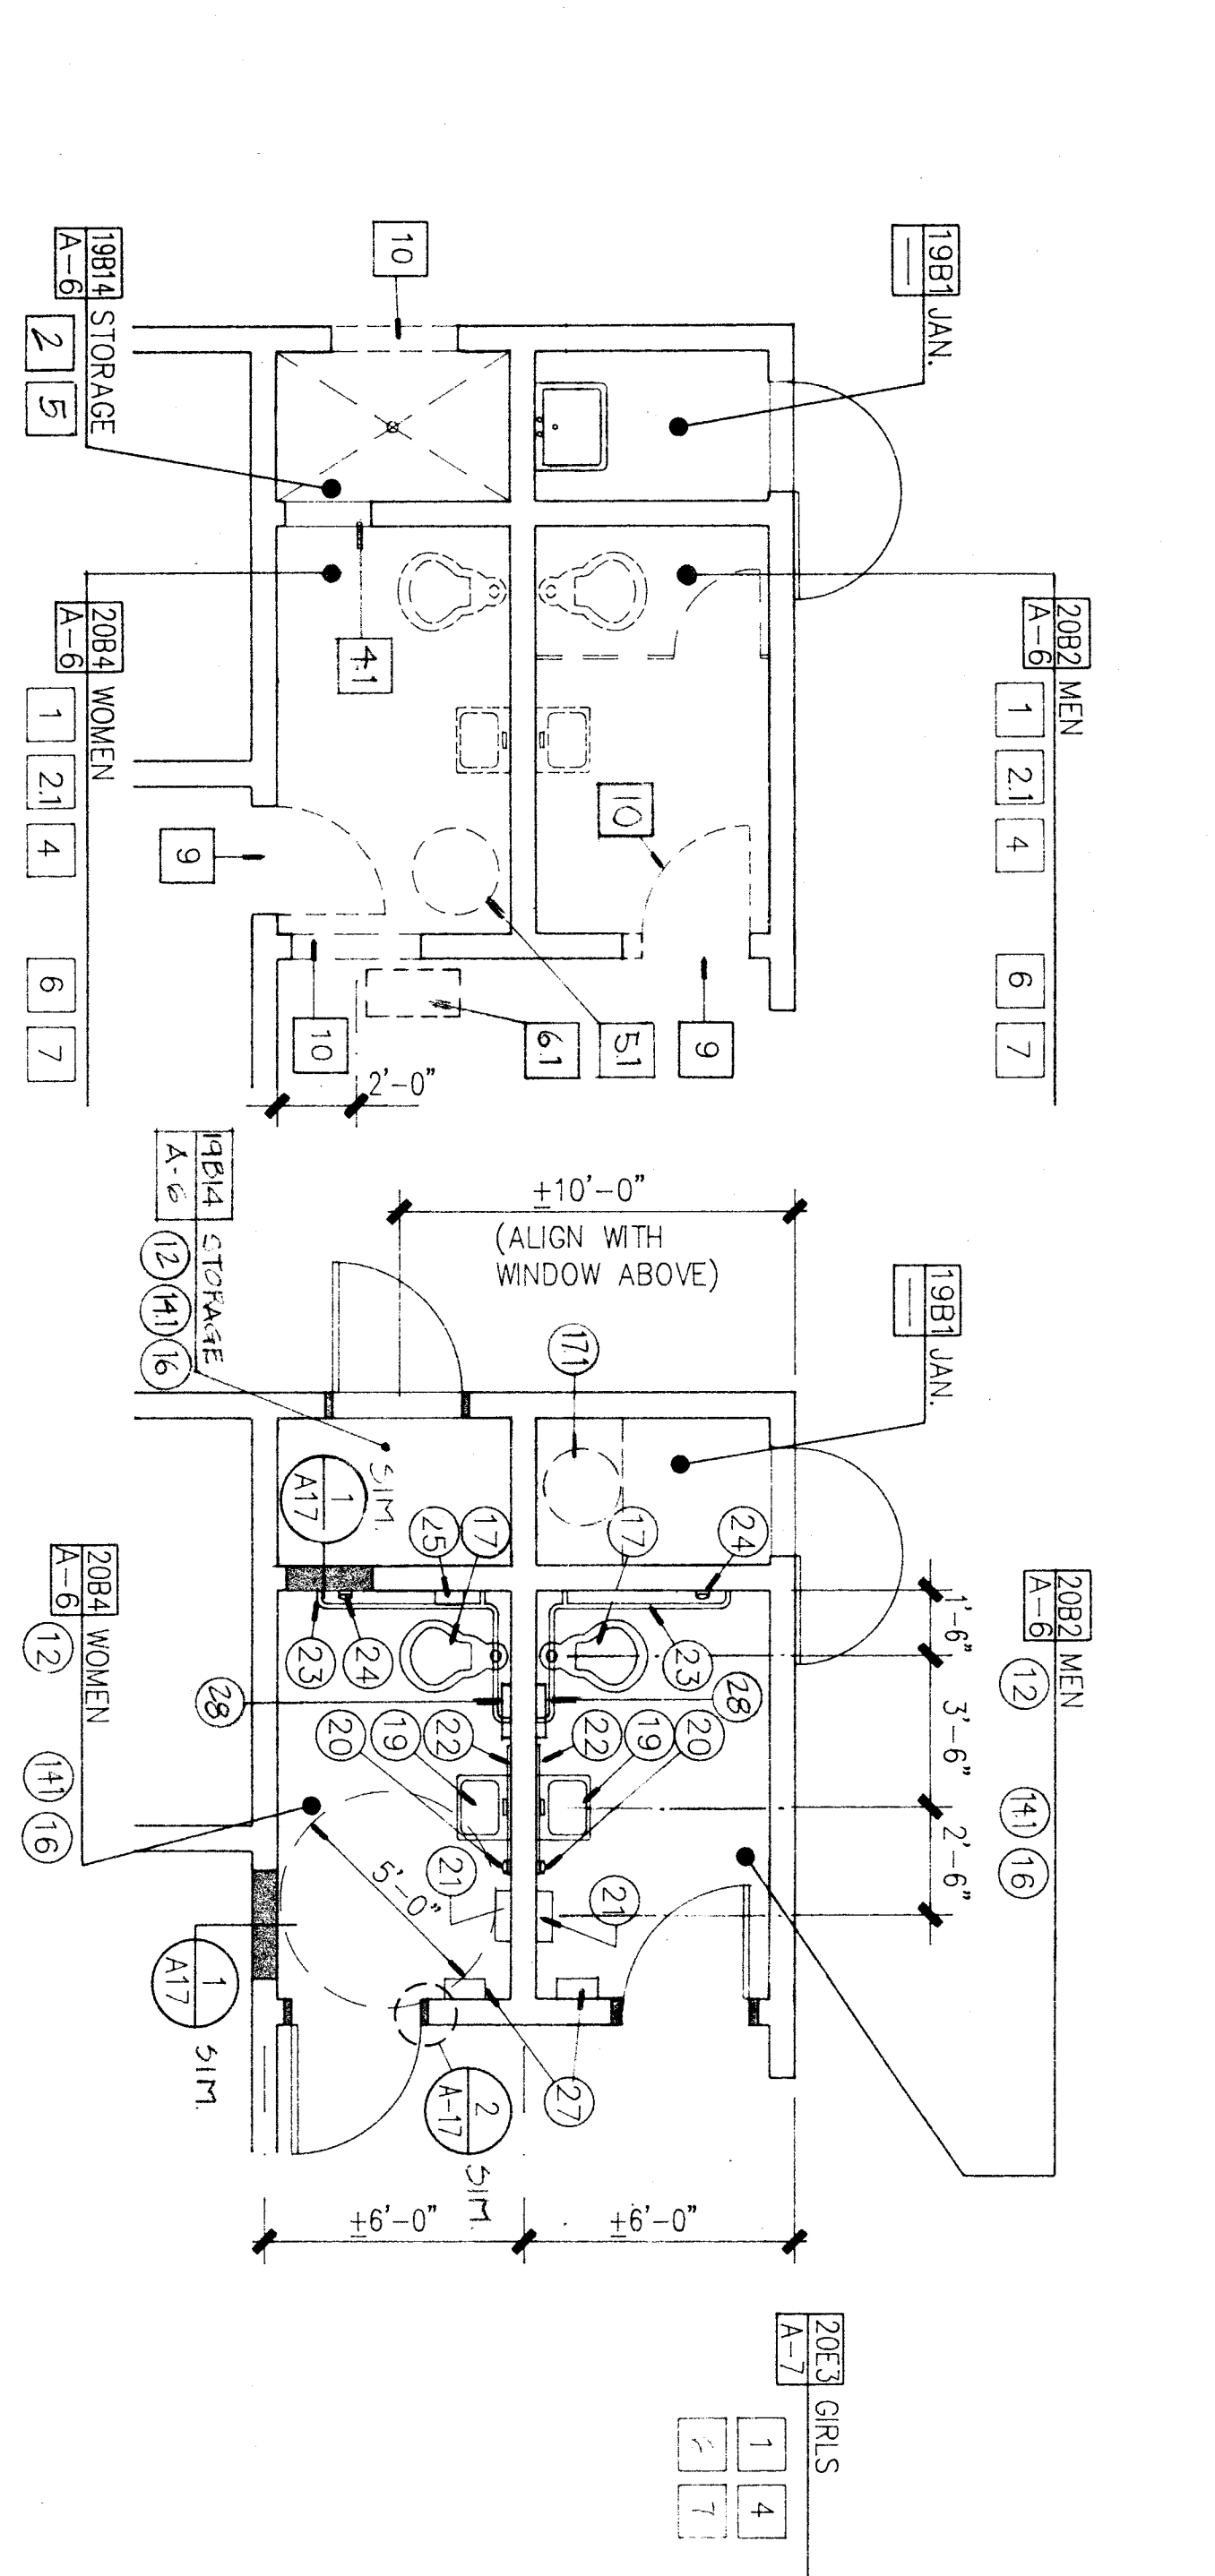 19B1 JAN.
—
10
19B14 STORAGE
A-6
2 5
20B2 MEN
A-6
1 2.1 4 6 7
20B4 WOMEN
A-6
1 2.1 4 6 7
4.1
10
9
9
5.1
6.1
10
2'-0"
19B14 STORAGE
A-6
12 14.1 16
±10'-0"
(ALIGN WITH
WINDOW ABOVE)
19B1 JAN.
—
17.1
SIM.
1
A17
25 17 17 24
23 24 23
28 28
20 19 22 22 19 20
21 21
5'-0"
27
1'-6"
3'-6"
2'-6"
20B2 MEN
A-6
12 14.1 16
20B4 WOMEN
A-6
12 14.1 16
1
A17
SIM.
2
A-17
SIM.
±6'-0"
±6'-0"
20E3 GIRLS
A-7
1 4
7